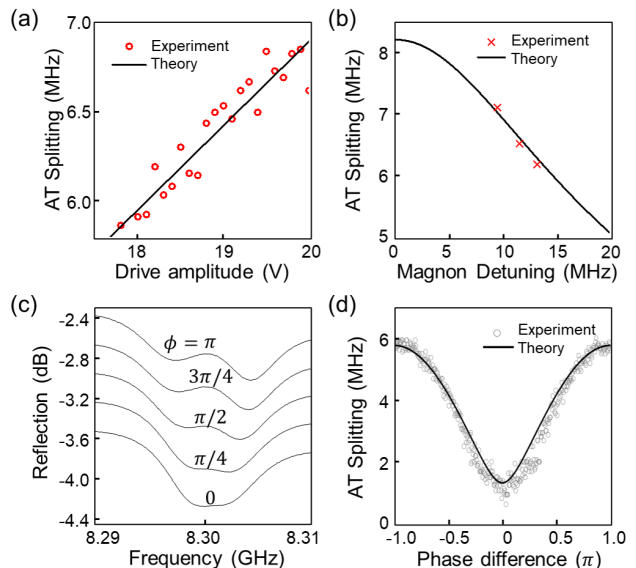 (a)
AT Splitting (MHz)
7.0
6.5
6.0
Experiment
Theory
18
19
20
Drive amplitude (V)
(b)
AT Splitting (MHz)
9
8
7
6
5
Experiment
Theory
0
5
10
15
20
Magnon Detuning (MHz)
(c)
Reflection (dB)
-2.4
-2.8
-3.2
-3.6
-4.0
-4.4
ϕ = π
3π/4
π/2
π/4
0
8.29
8.30
8.31
Frequency (GHz)
(d)
AT Splitting (MHz)
8
6
4
2
0
Experiment
Theory
-1.0
-0.5
0
0.5
1.0
Phase difference (π)